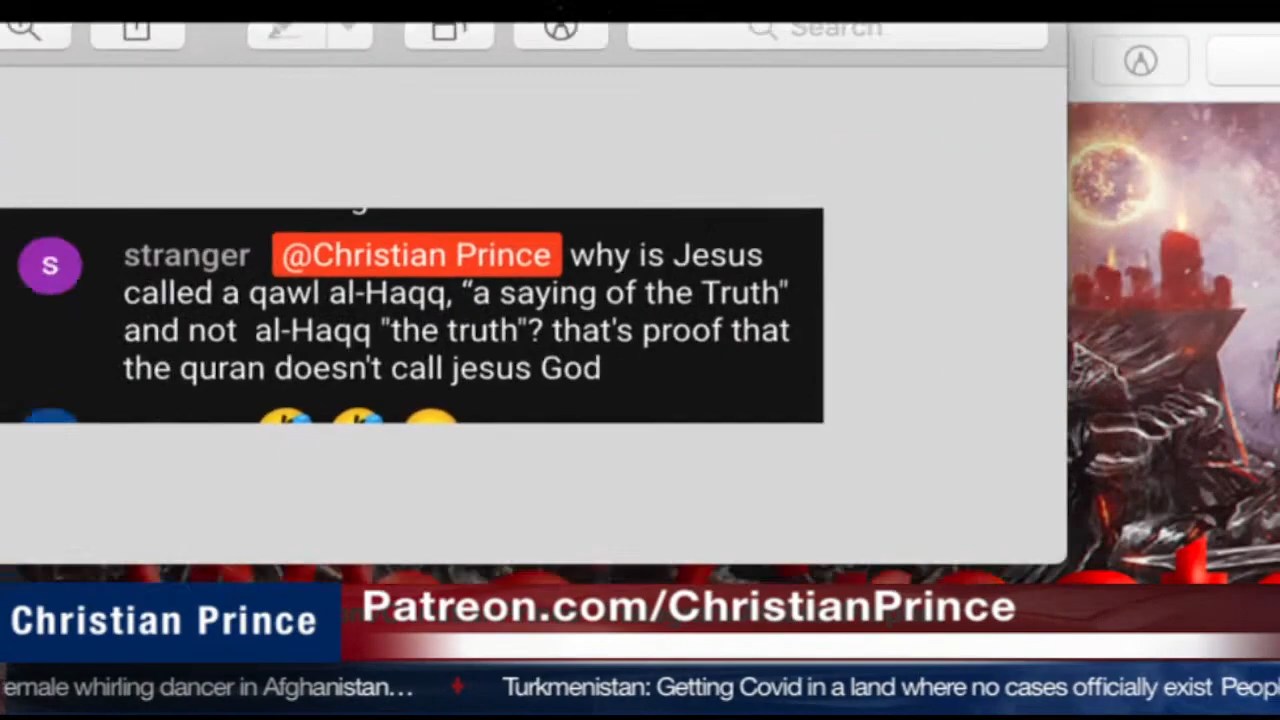 Search
stranger @Christian Prince why is Jesus
called a qawl al-Haqq, “a saying of the Truth"
and not al-Haqq "the truth"? that's proof that
the quran doesn't call jesus God
S
Christian Prince
Patreon.com/ChristianPrince
emale whirling dancer in Afghanistan... ♦ Turkmenistan: Getting Covid in a land where no cases officially exist Peopl